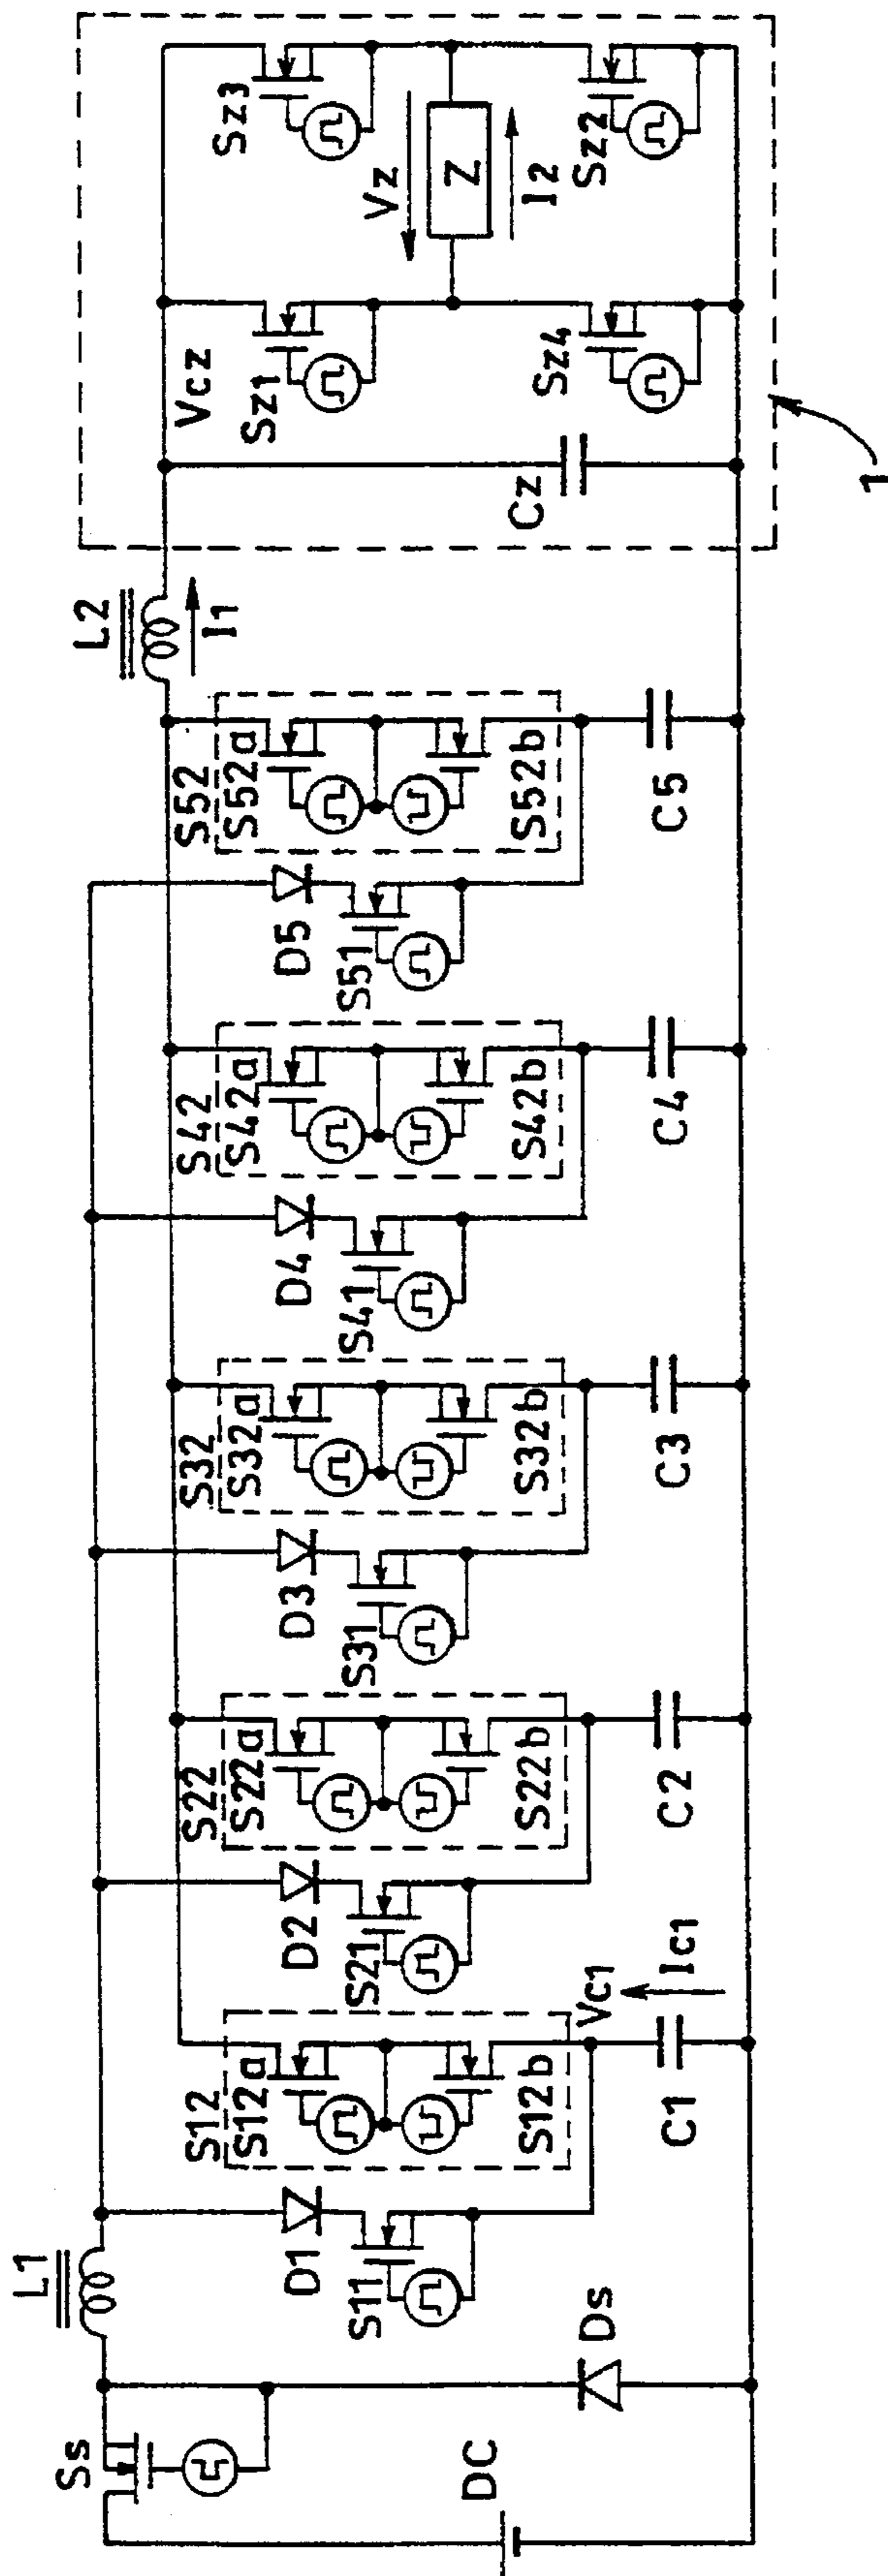 Ss
DC
Ds
L1
D1
S11
S12
S12a
S12b
C1
Vc1
Ic1
D2
S21
S22
S22a
S22b
C2
D3
S31
S32
S32a
S32b
C3
D4
S41
S42
S42a
S42b
C4
D5
S51
S52
S52a
S52b
C5
L2
I1
Cz
Vcz
Sz1
Sz4
Vz
Z
I2
Sz3
Sz2
1